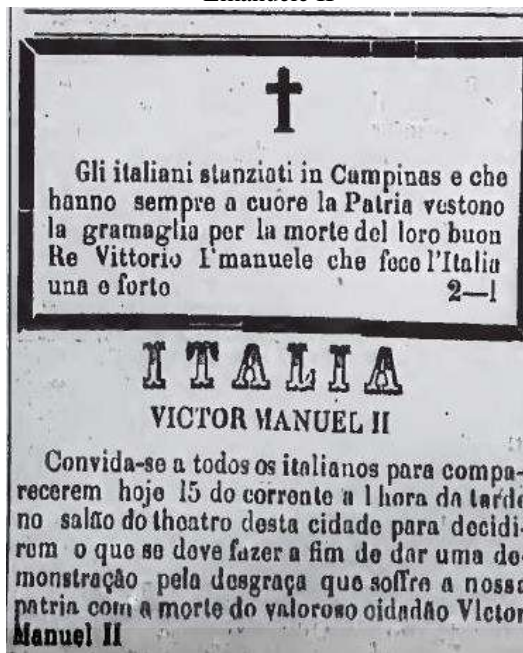 Gli italiani stanziati in Campinas e che
hanno sempre a cuore la Patria vestono
la gramaglia per la morte del loro buon
Re Vittorio Emanuele che fece l'Italia
una e forto 2—1
ITALIA
VICTOR MANUEL II
Convida-se a todos os italianos para compa-
recerem hoje 15 do corrente a 1 hora da tarde
no salão do theatro desta cidade para decidi-
rem o que se deve fazer a fim de dar uma de-
monstração pela desgraça que soffre a nossa
patria com a morte do valoroso cidadão Victor
Manuel II